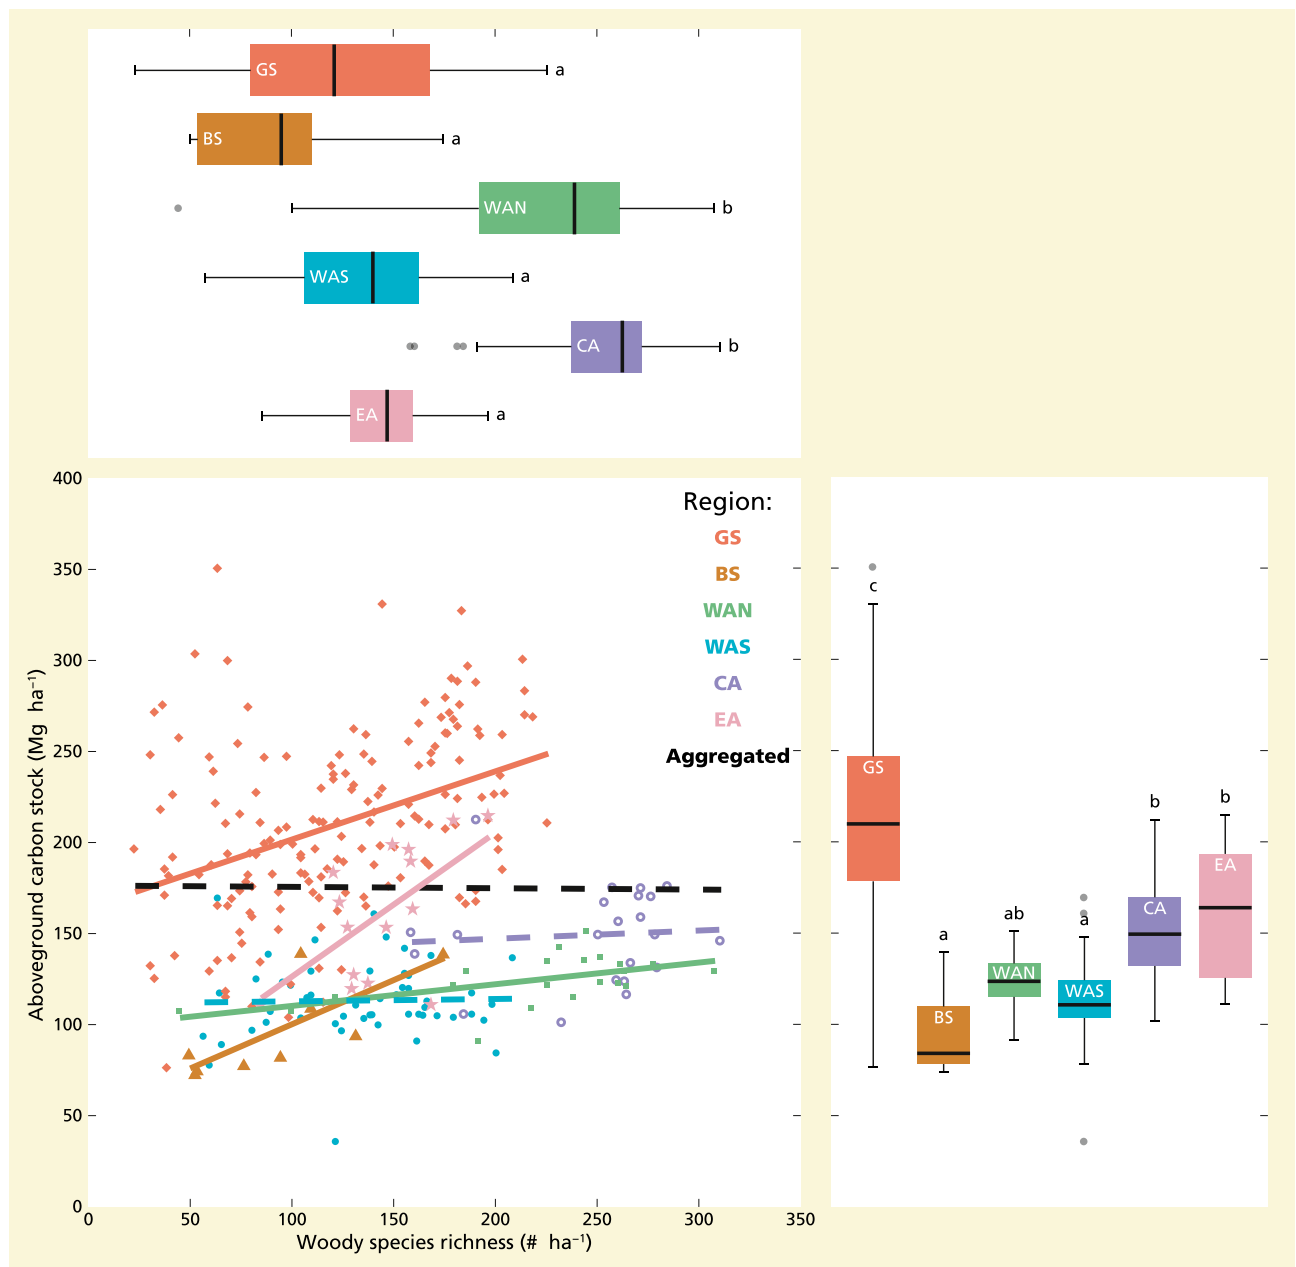 GS
a
BS
a
WAN
b
WAS
a
CA
b
EA
a
400
350
300
250
200
150
100
50
0
Aboveground carbon stock (Mg ha⁻¹)
Region:
GS
BS
WAN
WAS
CA
EA
Aggregated
0 50 100 150 200 250 300 350
Woody species richness (# ha⁻¹)
c
GS
a
BS
ab
WAN
a
WAS
b
CA
b
EA